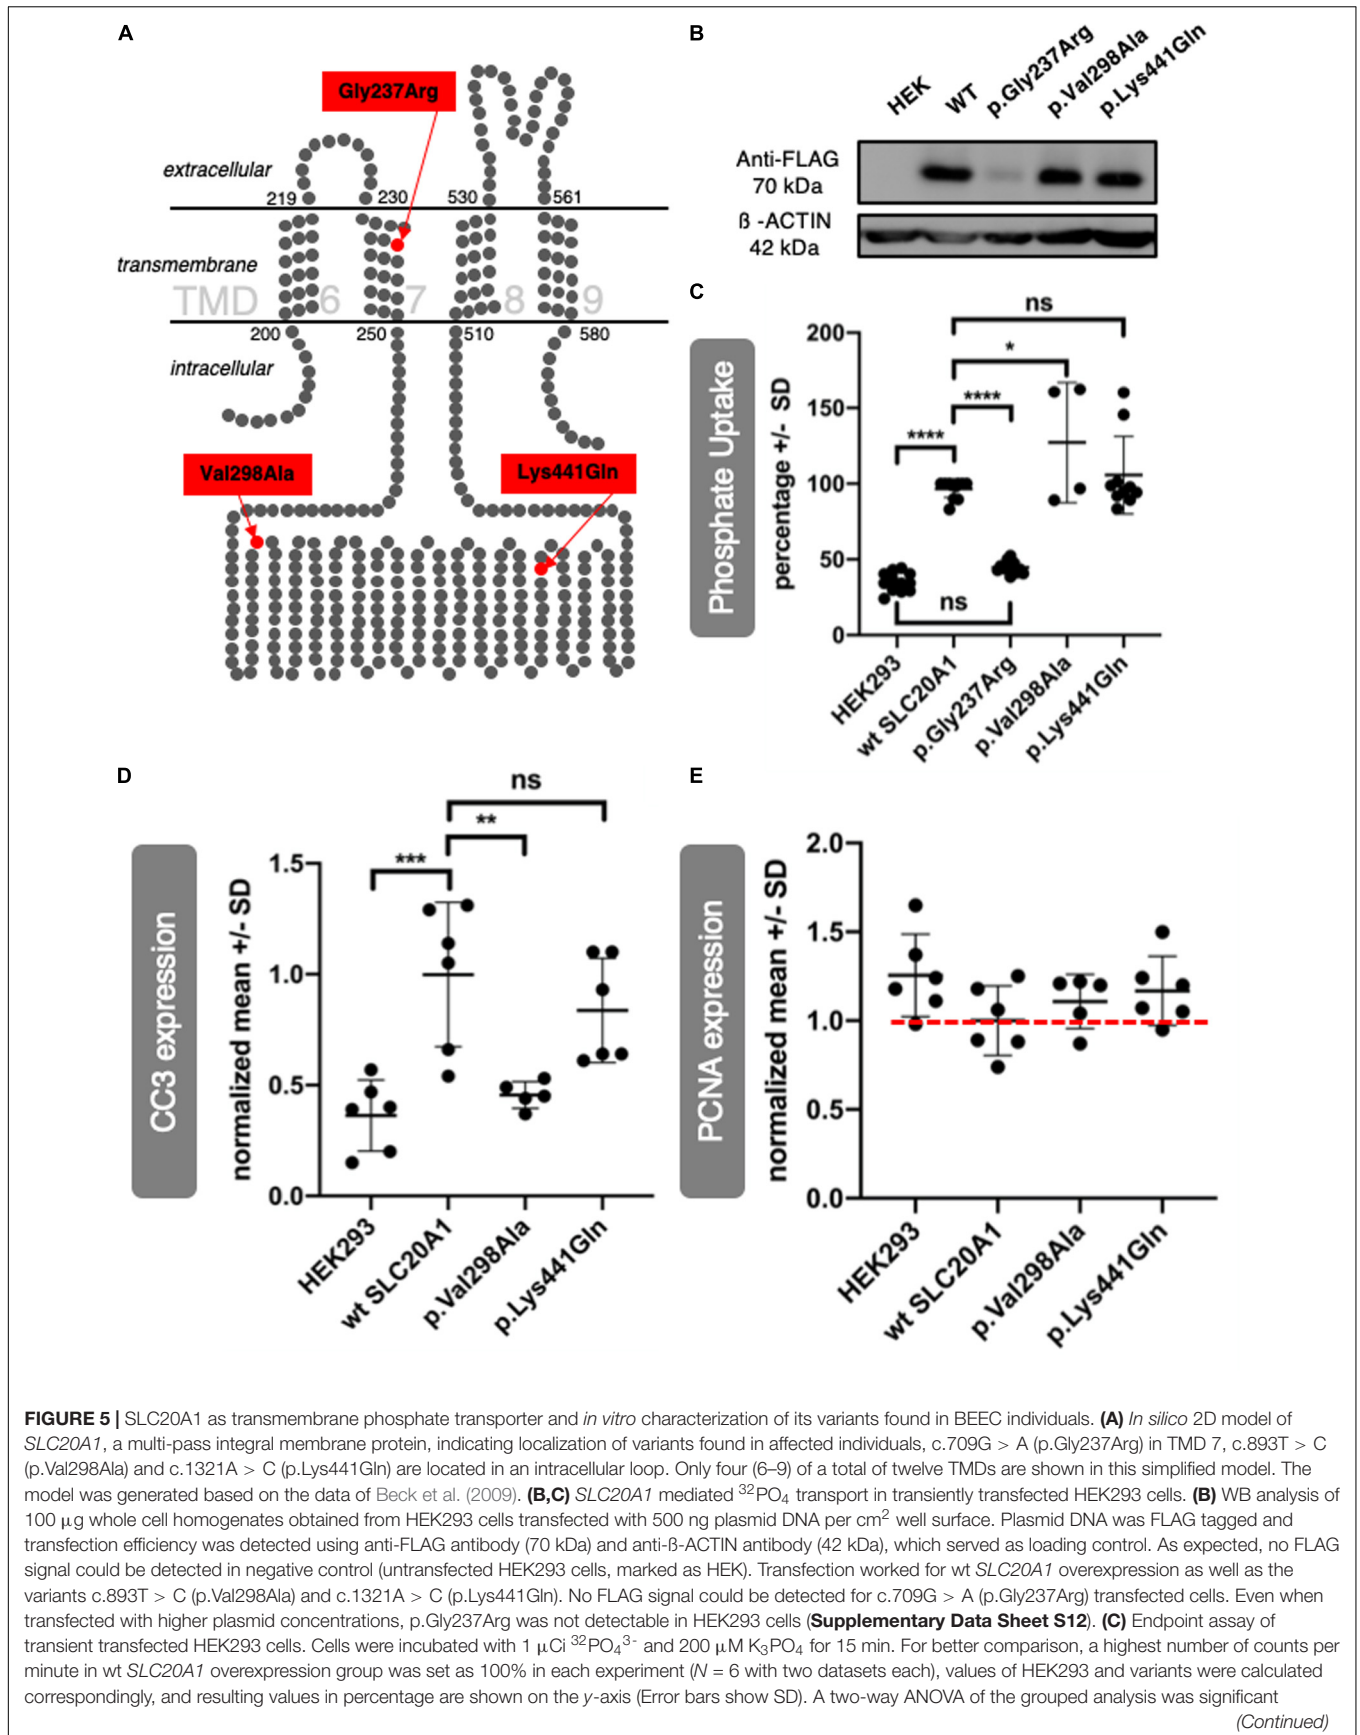 A
Gly237Arg
extracellular
219
230
530
561
transmembrane
TMD
6
7
8
9
200
250
510
580
intracellular
Val298Ala
Lys441Gln
B
HEK
WT
p.Gly237Arg
p.Val298Ala
p.Lys441Gln
Anti-FLAG
70 kDa
ß -ACTIN
42 kDa
C
Phosphate Uptake
percentage +/- SD
200
150
100
50
0
ns
*
****
****
ns
HEK293
wt SLC20A1
p.Gly237Arg
p.Val298Ala
p.Lys441Gln
D
CC3 expression
normalized mean +/- SD
1.5
1.0
0.5
0.0
ns
**
***
HEK293
wt SLC20A1
p.Val298Ala
p.Lys441Gln
E
PCNA expression
normalized mean +/- SD
2.0
1.5
1.0
0.5
0.0
HEK293
wt SLC20A1
p.Val298Ala
p.Lys441Gln
FIGURE 5 | SLC20A1 as transmembrane phosphate transporter and in vitro characterization of its variants found in BEEC individuals. (A) In silico 2D model of
SLC20A1, a multi-pass integral membrane protein, indicating localization of variants found in affected individuals, c.709G > A (p.Gly237Arg) in TMD 7, c.893T > C
(p.Val298Ala) and c.1321A > C (p.Lys441Gln) are located in an intracellular loop. Only four (6–9) of a total of twelve TMDs are shown in this simplified model. The
model was generated based on the data of Beck et al. (2009). (B,C) SLC20A1 mediated ³²PO₄ transport in transiently transfected HEK293 cells. (B) WB analysis of
100 μg whole cell homogenates obtained from HEK293 cells transfected with 500 ng plasmid DNA per cm² well surface. Plasmid DNA was FLAG tagged and
transfection efficiency was detected using anti-FLAG antibody (70 kDa) and anti-ß-ACTIN antibody (42 kDa), which served as loading control. As expected, no FLAG
signal could be detected in negative control (untransfected HEK293 cells, marked as HEK). Transfection worked for wt SLC20A1 overexpression as well as the
variants c.893T > C (p.Val298Ala) and c.1321A > C (p.Lys441Gln). No FLAG signal could be detected for c.709G > A (p.Gly237Arg) transfected cells. Even when
transfected with higher plasmid concentrations, p.Gly237Arg was not detectable in HEK293 cells (Supplementary Data Sheet S12). (C) Endpoint assay of
transient transfected HEK293 cells. Cells were incubated with 1 μCi ³²PO₄³⁻ and 200 μM K₃PO₄ for 15 min. For better comparison, a highest number of counts per
minute in wt SLC20A1 overexpression group was set as 100% in each experiment (N = 6 with two datasets each), values of HEK293 and variants were calculated
correspondingly, and resulting values in percentage are shown on the y-axis (Error bars show SD). A two-way ANOVA of the grouped analysis was significant
(Continued)